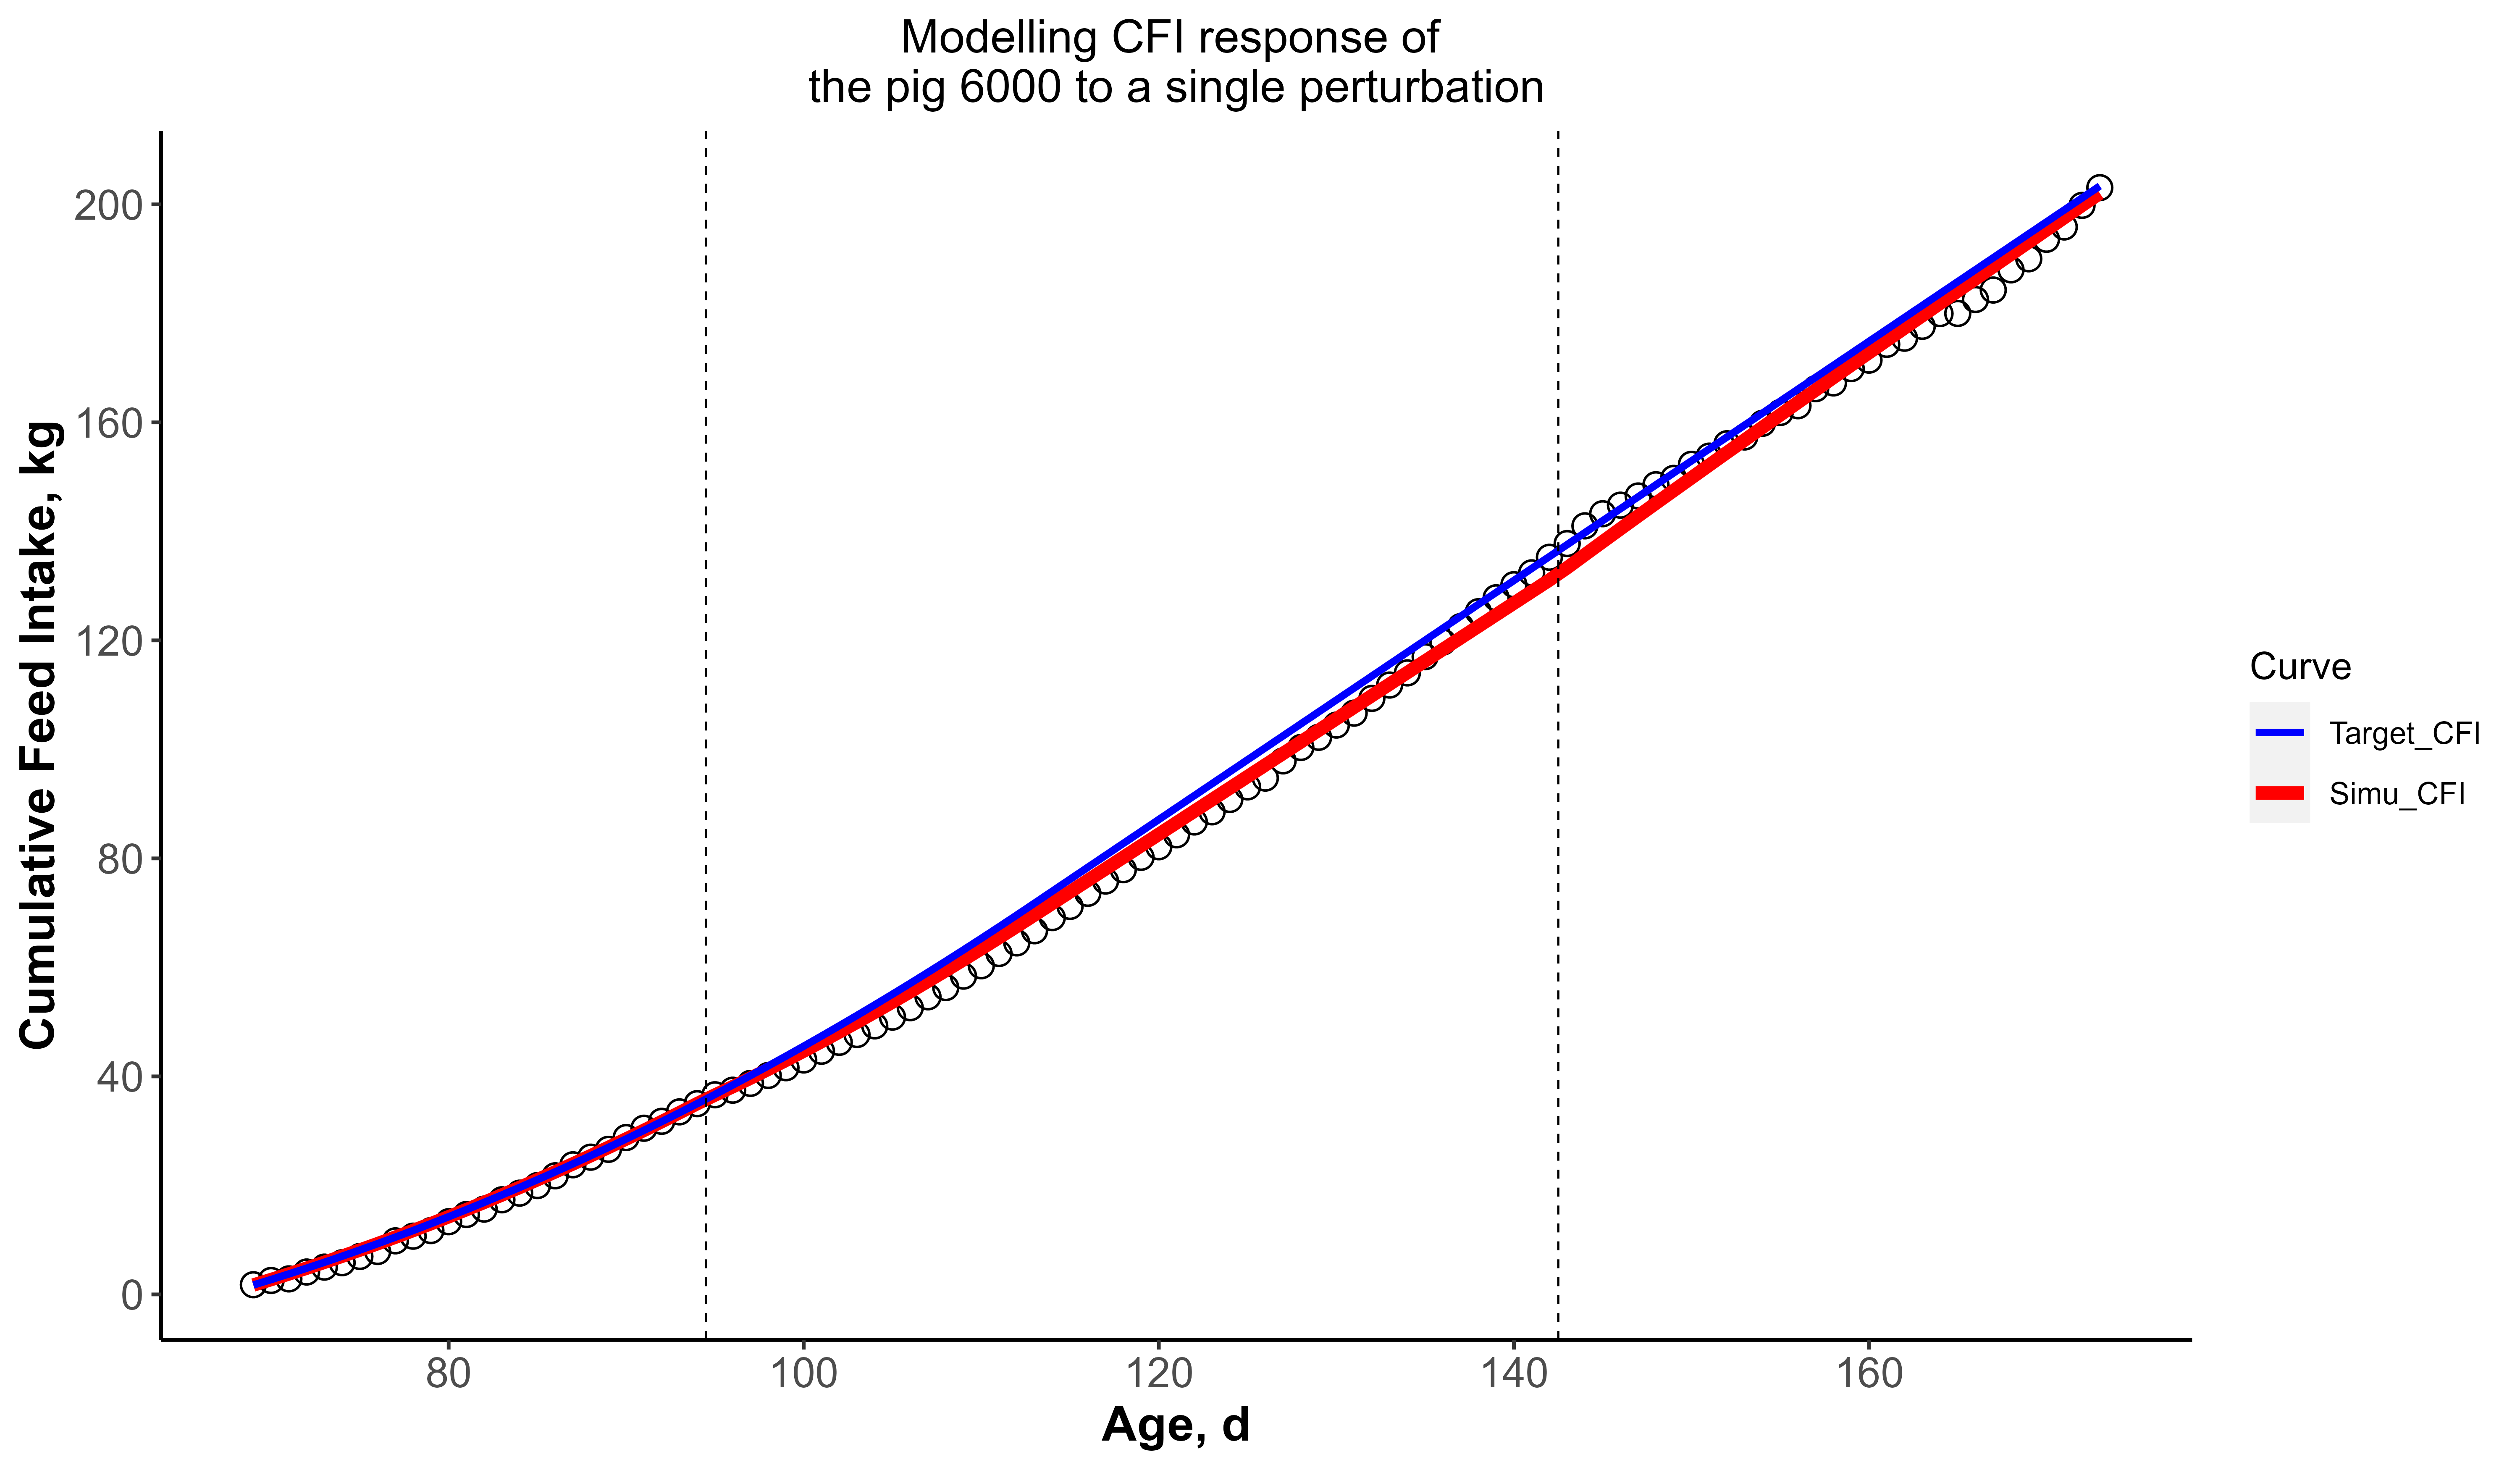 Modelling CFI response of
the pig 6000 to a single perturbation
Cumulative Feed Intake, kg
200
160
120
80
40
0
80
100
120
140
160
Age, d
Curve
Target_CFI
Simu_CFI